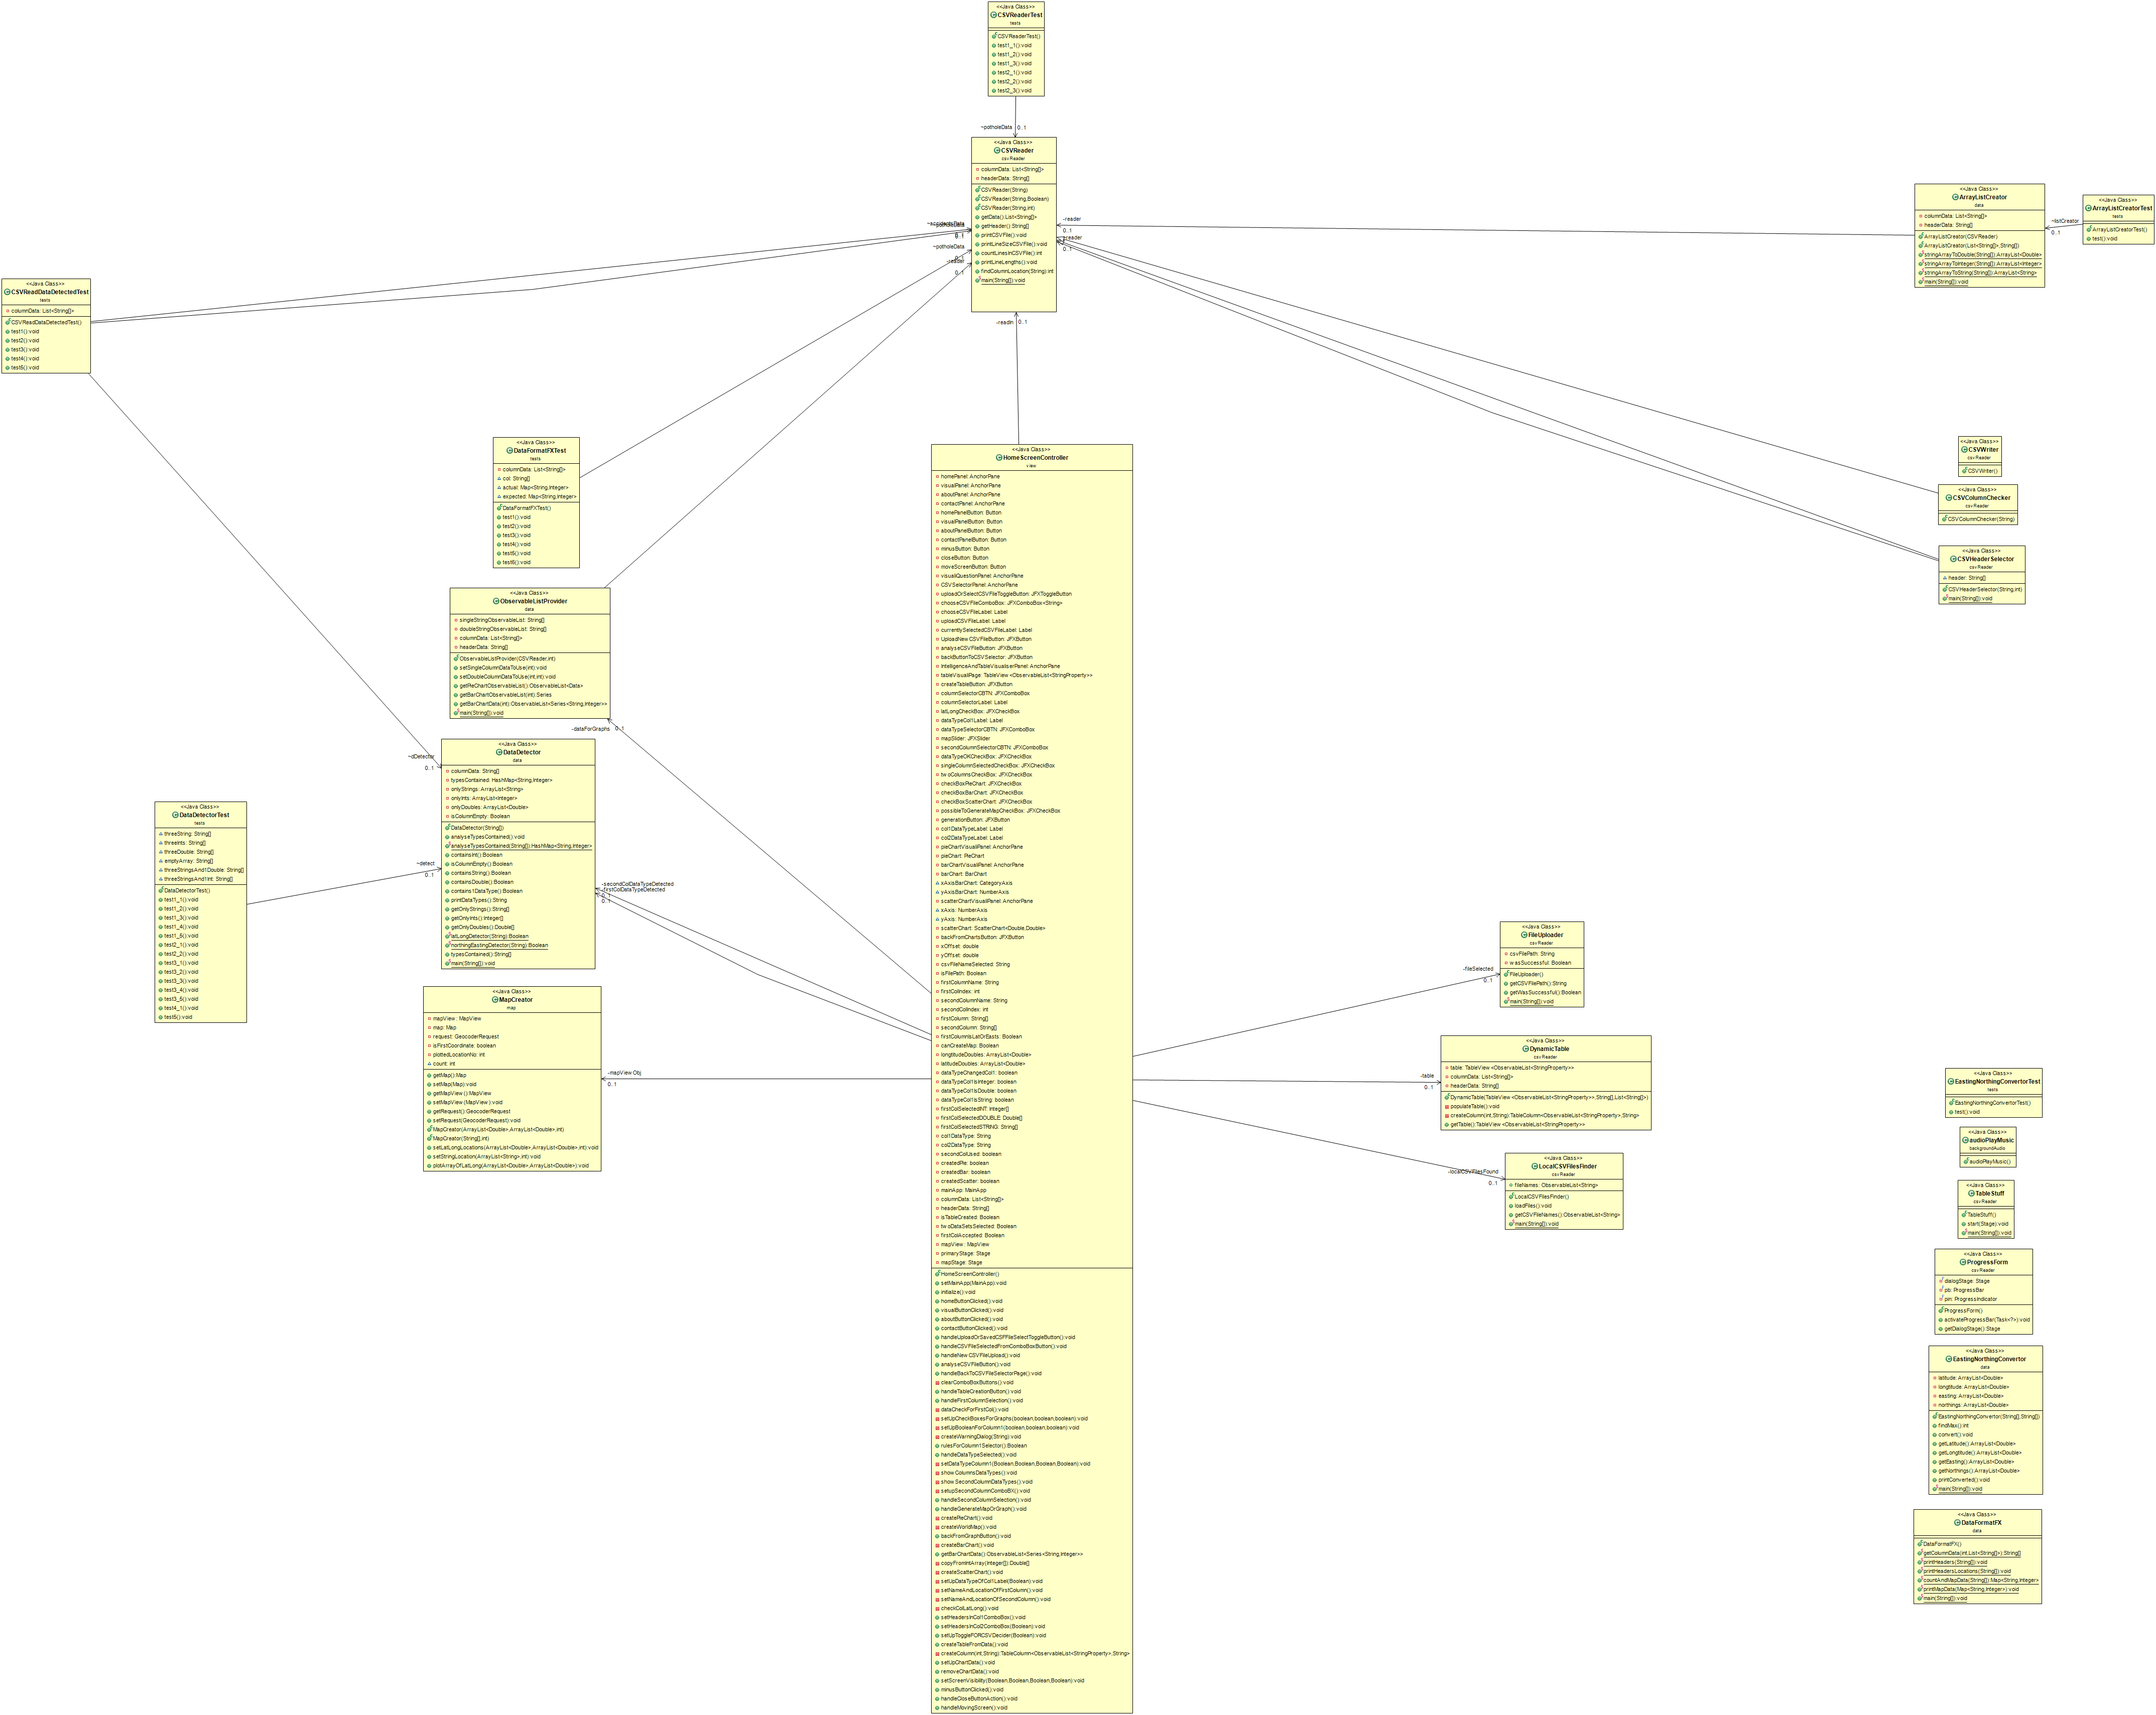 <<Java Class>>
CSVReaderTest
tests
CSVReaderTest()
test1_1():void
test1_2():void
test1_3():void
test2_1():void
test2_2():void
test2_3():void
~potholeData
0..1
<<Java Class>>
CSVReader
csvReader
columnData: List<String[]>
headerData: String[]
CSVReader(String)
CSVReader(String,Boolean)
CSVReader(String,int)
getData():List<String[]>
getHeader():String[]
printCSVFile():void
printLineSizeCSVFile():void
countLinesInCSVFile():int
printLineLengths():void
findColumnLocation(String):int
main(String[]):void
~potholeData
0..1
-reader
0..1
-reader
0..1
-reader
0..1
-readIn
0..1
<<Java Class>>
ArrayListCreator
data
columnData: List<String[]>
headerData: String[]
ArrayListCreator(CSVReader)
ArrayListCreator(List<String[]>,String[])
stringArrayToDouble(String[]):ArrayList<Double>
stringArrayToInteger(String[]):ArrayList<Integer>
stringArrayToString(String[]):ArrayList<String>
main(String[]):void
~listCreator
0..1
<<Java Class>>
ArrayListCreatorTest
tests
ArrayListCreatorTest()
test():void
<<Java Class>>
CSVReadDataDetectedTest
tests
columnData: List<String[]>
CSVReadDataDetectedTest()
test1():void
test2():void
test3():void
test4():void
test5():void
<<Java Class>>
DataFormatFXTest
tests
columnData: List<String[]>
col: String[]
actual: Map<String,Integer>
expected: Map<String,Integer>
DataFormatFXTest()
test1():void
test2():void
test3():void
test4():void
test5():void
test6():void
<<Java Class>>
CSVWriter
csvReader
CSVWriter()
<<Java Class>>
CSVColumnChecker
csvReader
CSVColumnChecker(String)
<<Java Class>>
CSVHeaderSelector
csvReader
header: String[]
CSVHeaderSelector(String,int)
main(String[]):void
<<Java Class>>
ObservableListProvider
data
singleStringObservableList: String[]
doubleStringObservableList: String[]
columnData: List<String[]>
headerData: String[]
ObservableListProvider(CSVReader,int)
setSingleColumnDataToUse(int):void
setDoubleColumnDataToUse(int,int):void
getPieChartObservableList():ObservableList<Data>
getBarChartObservableList(int):Series
getBarChartData(int):ObservableList<Series<String,Integer>>
main(String[]):void
-dataForGraphs
0..1
<<Java Class>>
DataDetector
data
columnData: String[]
typesContained: HashMap<String,Integer>
onlyStrings: ArrayList<String>
onlyInts: ArrayList<Integer>
onlyDoubles: ArrayList<Double>
isColumnEmpty: Boolean
DataDetector(String[])
analyseTypesContained():void
analyseTypesContained(String[]):HashMap<String,Integer>
containsInt():Boolean
isColumnEmpty():Boolean
containsString():Boolean
containsDouble():Boolean
contains1DataType():Boolean
printDataTypes():String
getOnlyStrings():String[]
getOnlyInts():Integer[]
getOnlyDoubles():Double[]
latLongDetector(String):Boolean
northingEastingDetector(String):Boolean
typesContained():String[]
main(String[]):void
~dDetector
0..1
~detect
0..1
-secondColDataTypeDetected
-firstColDataTypeDetected
0..1
<<Java Class>>
DataDetectorTest
tests
threeString: String[]
threeInts: String[]
threeDouble: String[]
emptyArray: String[]
threeStringsAnd1Double: String[]
threeStringsAnd1Int: String[]
DataDetectorTest()
test1_1():void
test1_2():void
test1_3():void
test1_4():void
test1_5():void
test2_1():void
test2_2():void
test3_1():void
test3_2():void
test3_3():void
test3_4():void
test3_5():void
test4_1():void
test5():void
<<Java Class>>
MapCreator
map
mapView: MapView
map: Map
request: GeocoderRequest
isFirstCoordinate: boolean
plottedLocationNo: int
count: int
getMap():Map
setMap(Map):void
getMapView():MapView
setMapView(MapView):void
getRequest():GeocoderRequest
setRequest(GeocoderRequest):void
MapCreator(ArrayList<Double>,ArrayList<Double>,int)
MapCreator(String[],int)
setLatLongLocations(ArrayList<Double>,ArrayList<Double>,int):void
setStringLocation(ArrayList<String>,int):void
plotArrayOfLatLong(ArrayList<Double>,ArrayList<Double>):void
-mapViewObj
0..1
<<Java Class>>
HomeScreenController
view
homePanel: AnchorPane
visualPanel: AnchorPane
aboutPanel: AnchorPane
contactPanel: AnchorPane
homePanelButton: Button
visualPanelButton: Button
aboutPanelButton: Button
contactPanelButton: Button
minusButton: Button
closeButton: Button
moveScreenButton: Button
visualQuestionPanel: AnchorPane
CSVSelectorPanel: AnchorPane
uploadOrSelectCSVFileToggleButton: JFXToggleButton
chooseCSVFileComboBox: JFXComboBox<String>
chooseCSVFileLabel: Label
uploadCSVFileLabel: Label
currentlySelectedCSVFileLabel: Label
UploadNewCSVFileButton: JFXButton
analyseCSVFileButton: JFXButton
backButtonToCSVSelector: JFXButton
IntelligenceAndTableVisualiserPanel: AnchorPane
tableVisualPage: TableView<ObservableList<StringProperty>>
createTableButton: JFXButton
columnSelectorCBTN: JFXComboBox
columnSelectorLabel: Label
latLongCheckBox: JFXCheckBox
dataTypeCol1Label: Label
dataTypeSelectorCBTN: JFXComboBox
mapSlider: JFXSlider
secondColumnSelectorCBTN: JFXComboBox
dataTypeOKCheckBox: JFXCheckBox
singleColumnSelectedCheckBox: JFXCheckBox
twoColumnsCheckBox: JFXCheckBox
checkBoxPieChart: JFXCheckBox
checkBoxBarChart: JFXCheckBox
checkBoxScatterChart: JFXCheckBox
possibleToGenerateMapCheckBox: JFXCheckBox
generationButton: JFXButton
col1DataTypeLabel: Label
col2DataTypeLabel: Label
pieChartVisualPanel: AnchorPane
pieChart: PieChart
barChartVisualPanel: AnchorPane
barChart: BarChart
xAxisBarChart: CategoryAxis
yAxisBarChart: NumberAxis
scatterChartVisualPanel: AnchorPane
xAxis: NumberAxis
yAxis: NumberAxis
scatterChart: ScatterChart<Double,Double>
backFromChartsButton: JFXButton
xOffset: double
yOffset: double
csvFileNameSelected: String
isFilePath: Boolean
firstColumnName: String
firstColIndex: int
secondColumnName: String
secondColIndex: int
firstColumn: String[]
secondColumn: String[]
firstColumnIsLatOrEasts: Boolean
canCreateMap: Boolean
longtitudeDoubles: ArrayList<Double>
latitudeDoubles: ArrayList<Double>
dataTypeChangedCol1: boolean
dataTypeCol1IsInteger: boolean
dataTypeCol1IsDouble: boolean
dataTypeCol1IsString: boolean
firstColSelectedINT: Integer[]
firstColSelectedDOUBLE: Double[]
firstColSelectedSTRING: String[]
col1DataType: String
col2DataType: String
secondColUsed: boolean
createdPie: boolean
createdBar: boolean
createdScatter: boolean
mainApp: MainApp
columnData: List<String[]>
headerData: String[]
isTableCreated: Boolean
twoDataSetsSelected: Boolean
firstColAccepted: Boolean
mapView: MapView
primaryStage: Stage
mapStage: Stage
HomeScreenController()
setMainApp(MainApp):void
initialize():void
homeButtonClicked():void
visualButtonClicked():void
aboutButtonClicked():void
contactButtonClicked():void
handleUploadOrSavedCSFFileSelectToggleButton():void
handleCSVFileSelectedFromComboBoxButton():void
handleNewCSVFileUpload():void
analyseCSVFileButton():void
handleBackToCSVFileSelectorPage():void
clearComboBoxButtons():void
handleTableCreationButton():void
handleFirstColumnSelection():void
dataCheckForFirstCol():void
setUpCheckBoxesForGraphs(boolean,boolean,boolean):void
setUpBooleanForColumn1(boolean,boolean,boolean):void
createWarningDialog(String):void
rulesForColumn1Selector():Boolean
handleDataTypeSelected():void
setDataTypeColumn1(Boolean,Boolean,Boolean,Boolean):void
showColumnsDataTypes():void
showSecondColumnDataTypes():void
setupSecondColumnComboBX():void
handleSecondColumnSelection():void
handleGenerateMapOrGraph():void
createPieChart():void
createWorldMap():void
backFromGraphButton():void
createBarChart():void
getBarChartData():ObservableList<Series<String,Integer>>
copyFromIntArray(Integer[]):Double[]
createScatterChart():void
setUpDataTypeOfCol1Label(Boolean):void
setNameAndLocationOfFirstColumn():void
setNameAndLocationOfSecondColumn():void
checkColLatLong():void
setHeadersInCol1ComboBox():void
setHeadersInCol2ComboBox(Boolean):void
setUpToggleFORCSVDecider(Boolean):void
createTableFromData():void
createColumn(int,String):TableColumn<ObservableList<StringProperty>,String>
setUpChartData():void
removeChartData():void
setScreenVisibility(Boolean,Boolean,Boolean,Boolean):void
minusButtonClicked():void
handleCloseButtonAction():void
handleMovingScreen():void
-fileSelected
0..1
<<Java Class>>
FileUploader
csvReader
csvFilePath: String
wasSuccessful: Boolean
FileUploader()
getCSVFilePath():String
getWasSuccessful():Boolean
main(String[]):void
-table
0..1
<<Java Class>>
DynamicTable
csvReader
table: TableView<ObservableList<StringProperty>>
columnData: List<String[]>
headerData: String[]
DynamicTable(TableView<ObservableList<StringProperty>>,String[],List<String[]>)
populateTable():void
createColumn(int,String):TableColumn<ObservableList<StringProperty>,String>
getTable():TableView<ObservableList<StringProperty>>
-localCSVFilesFound
0..1
<<Java Class>>
LocalCSVFilesFinder
csvReader
fileNames: ObservableList<String>
LocalCSVFilesFinder()
loadFiles():void
getCSVFileNames():ObservableList<String>
main(String[]):void
<<Java Class>>
EastingNorthingConvertorTest
tests
EastingNorthingConvertorTest()
test():void
<<Java Class>>
audioPlayMusic
backgroundAudio
audioPlayMusic()
<<Java Class>>
TableStuff
csvReader
TableStuff()
start(Stage):void
main(String[]):void
<<Java Class>>
ProgressForm
csvReader
dialogStage: Stage
pb: ProgressBar
pin: ProgressIndicator
ProgressForm()
activateProgressBar(Task<?>):void
getDialogStage():Stage
<<Java Class>>
EastingNorthingConvertor
data
latitude: ArrayList<Double>
longtitude: ArrayList<Double>
easting: ArrayList<Double>
northings: ArrayList<Double>
EastingNorthingConvertor(String[],String[])
findMax():int
convert():void
getLatitude():ArrayList<Double>
getLongtitude():ArrayList<Double>
getEasting():ArrayList<Double>
getNorthings():ArrayList<Double>
printConverted():void
main(String[]):void
<<Java Class>>
DataFormatFX
data
DataFormatFX()
getColumnData(int,List<String[]>):String[]
printHeaders(String[]):void
printHeadersLocations(String[]):void
countAndMapData(String[]):Map<String,Integer>
printMapData(Map<String,Integer>):void
main(String[]):void